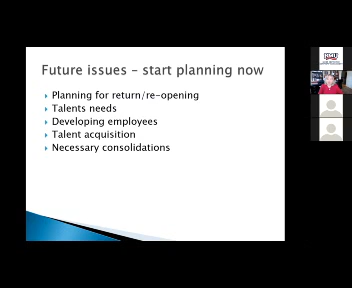 Future issues – start planning now
Planning for return/re-opening
Talents needs
Developing employees
Talent acquisition
Necessary consolidations